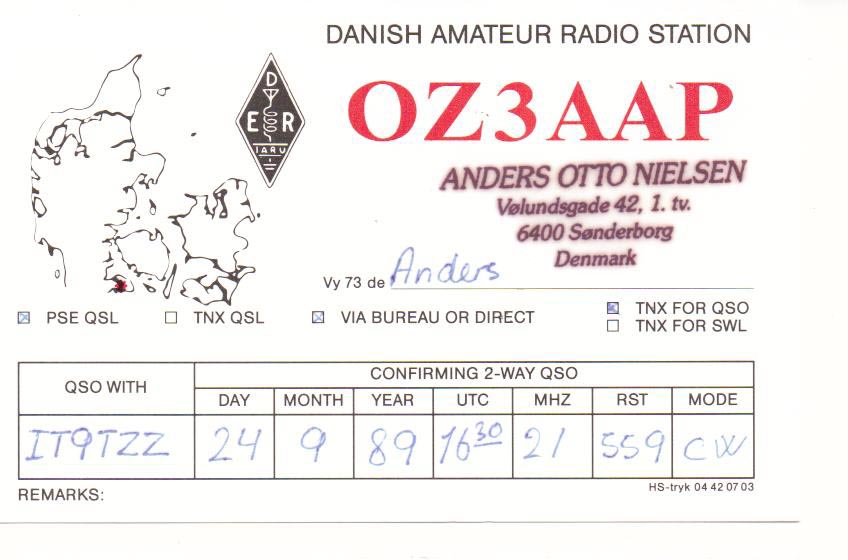 DANISH AMATEUR RADIO STATION
D
E R
IARU
OZ3AAP
ANDERS OTTO NIELSEN
Vølundsgade 42, 1. tv.
6400 Sønderborg
Denmark
Vy 73 de Anders
☒ PSE QSL ☐ TNX QSL ☒ VIA BUREAU OR DIRECT ☒ TNX FOR QSO
☐ TNX FOR SWL
QSO WITH CONFIRMING 2-WAY QSO
DAY MONTH YEAR UTC MHZ RST MODE
IT9TZZ 24 9 89 1630 21 559 CW
REMARKS: HS-tryk 04 42 07 03